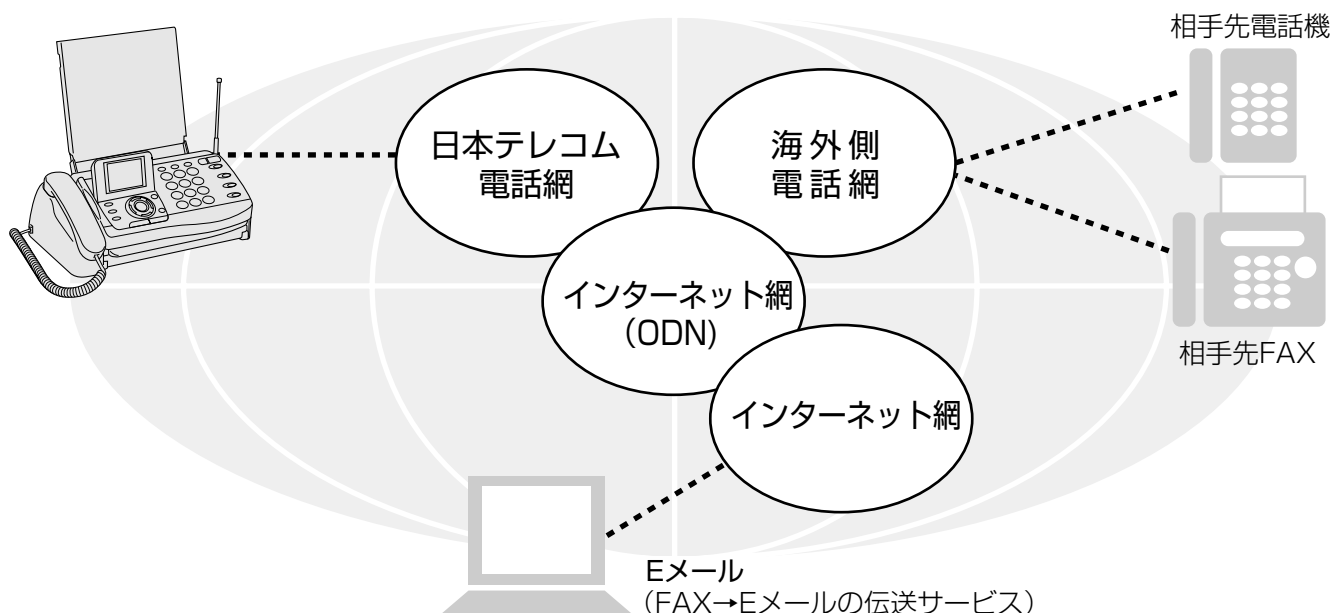 相手先電話機
日本テレコム
電話網
海外側
電話網
インターネット網
(ODN)
相手先FAX
インターネット網
Eメール
（FAX→Eメールの伝送サービス）